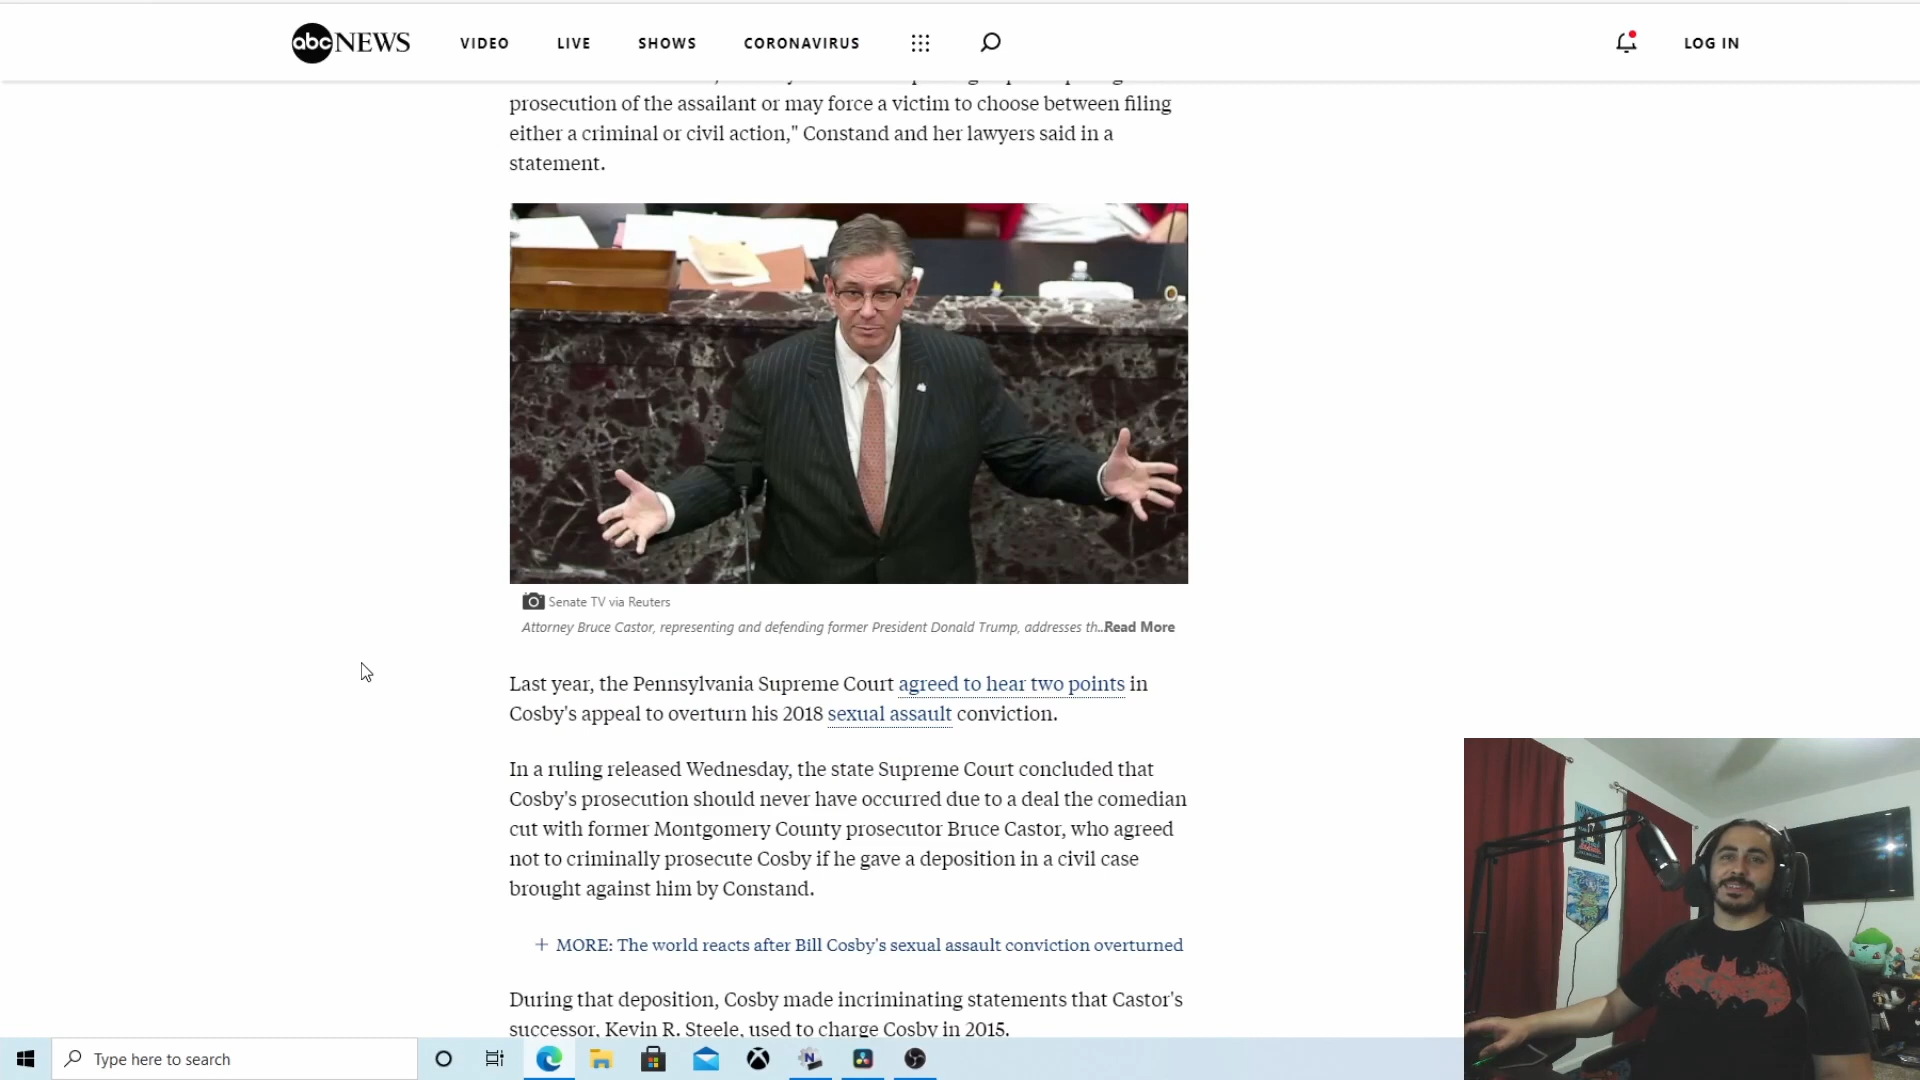 abc NEWS VIDEO LIVE SHOWS CORONAVIRUS LOG IN
prosecution of the assailant or may force a victim to choose between filing
either a criminal or civil action," Constand and her lawyers said in a
statement.
Senate TV via Reuters
Attorney Bruce Castor, representing and defending former President Donald Trump, addresses th...Read More
Last year, the Pennsylvania Supreme Court agreed to hear two points in
Cosby's appeal to overturn his 2018 sexual assault conviction.
In a ruling released Wednesday, the state Supreme Court concluded that
Cosby's prosecution should never have occurred due to a deal the comedian
cut with former Montgomery County prosecutor Bruce Castor, who agreed
not to criminally prosecute Cosby if he gave a deposition in a civil case
brought against him by Constand.
+ MORE: The world reacts after Bill Cosby's sexual assault conviction overturned
During that deposition, Cosby made incriminating statements that Castor's
successor, Kevin R. Steele, used to charge Cosby in 2015.
Type here to search